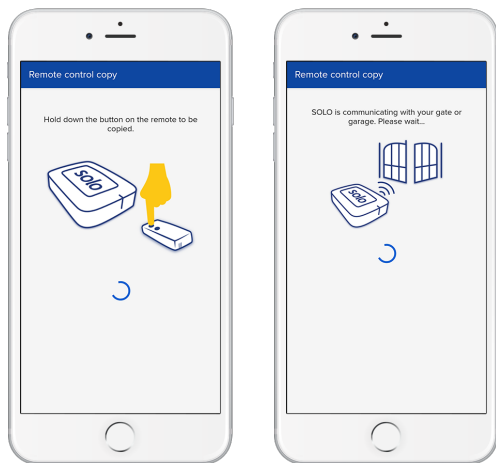 Remote control copy
Hold down the button on the remote to be
copied.
solo
Remote control copy
SOLO is communicating with your gate or
garage. Please wait...
solo